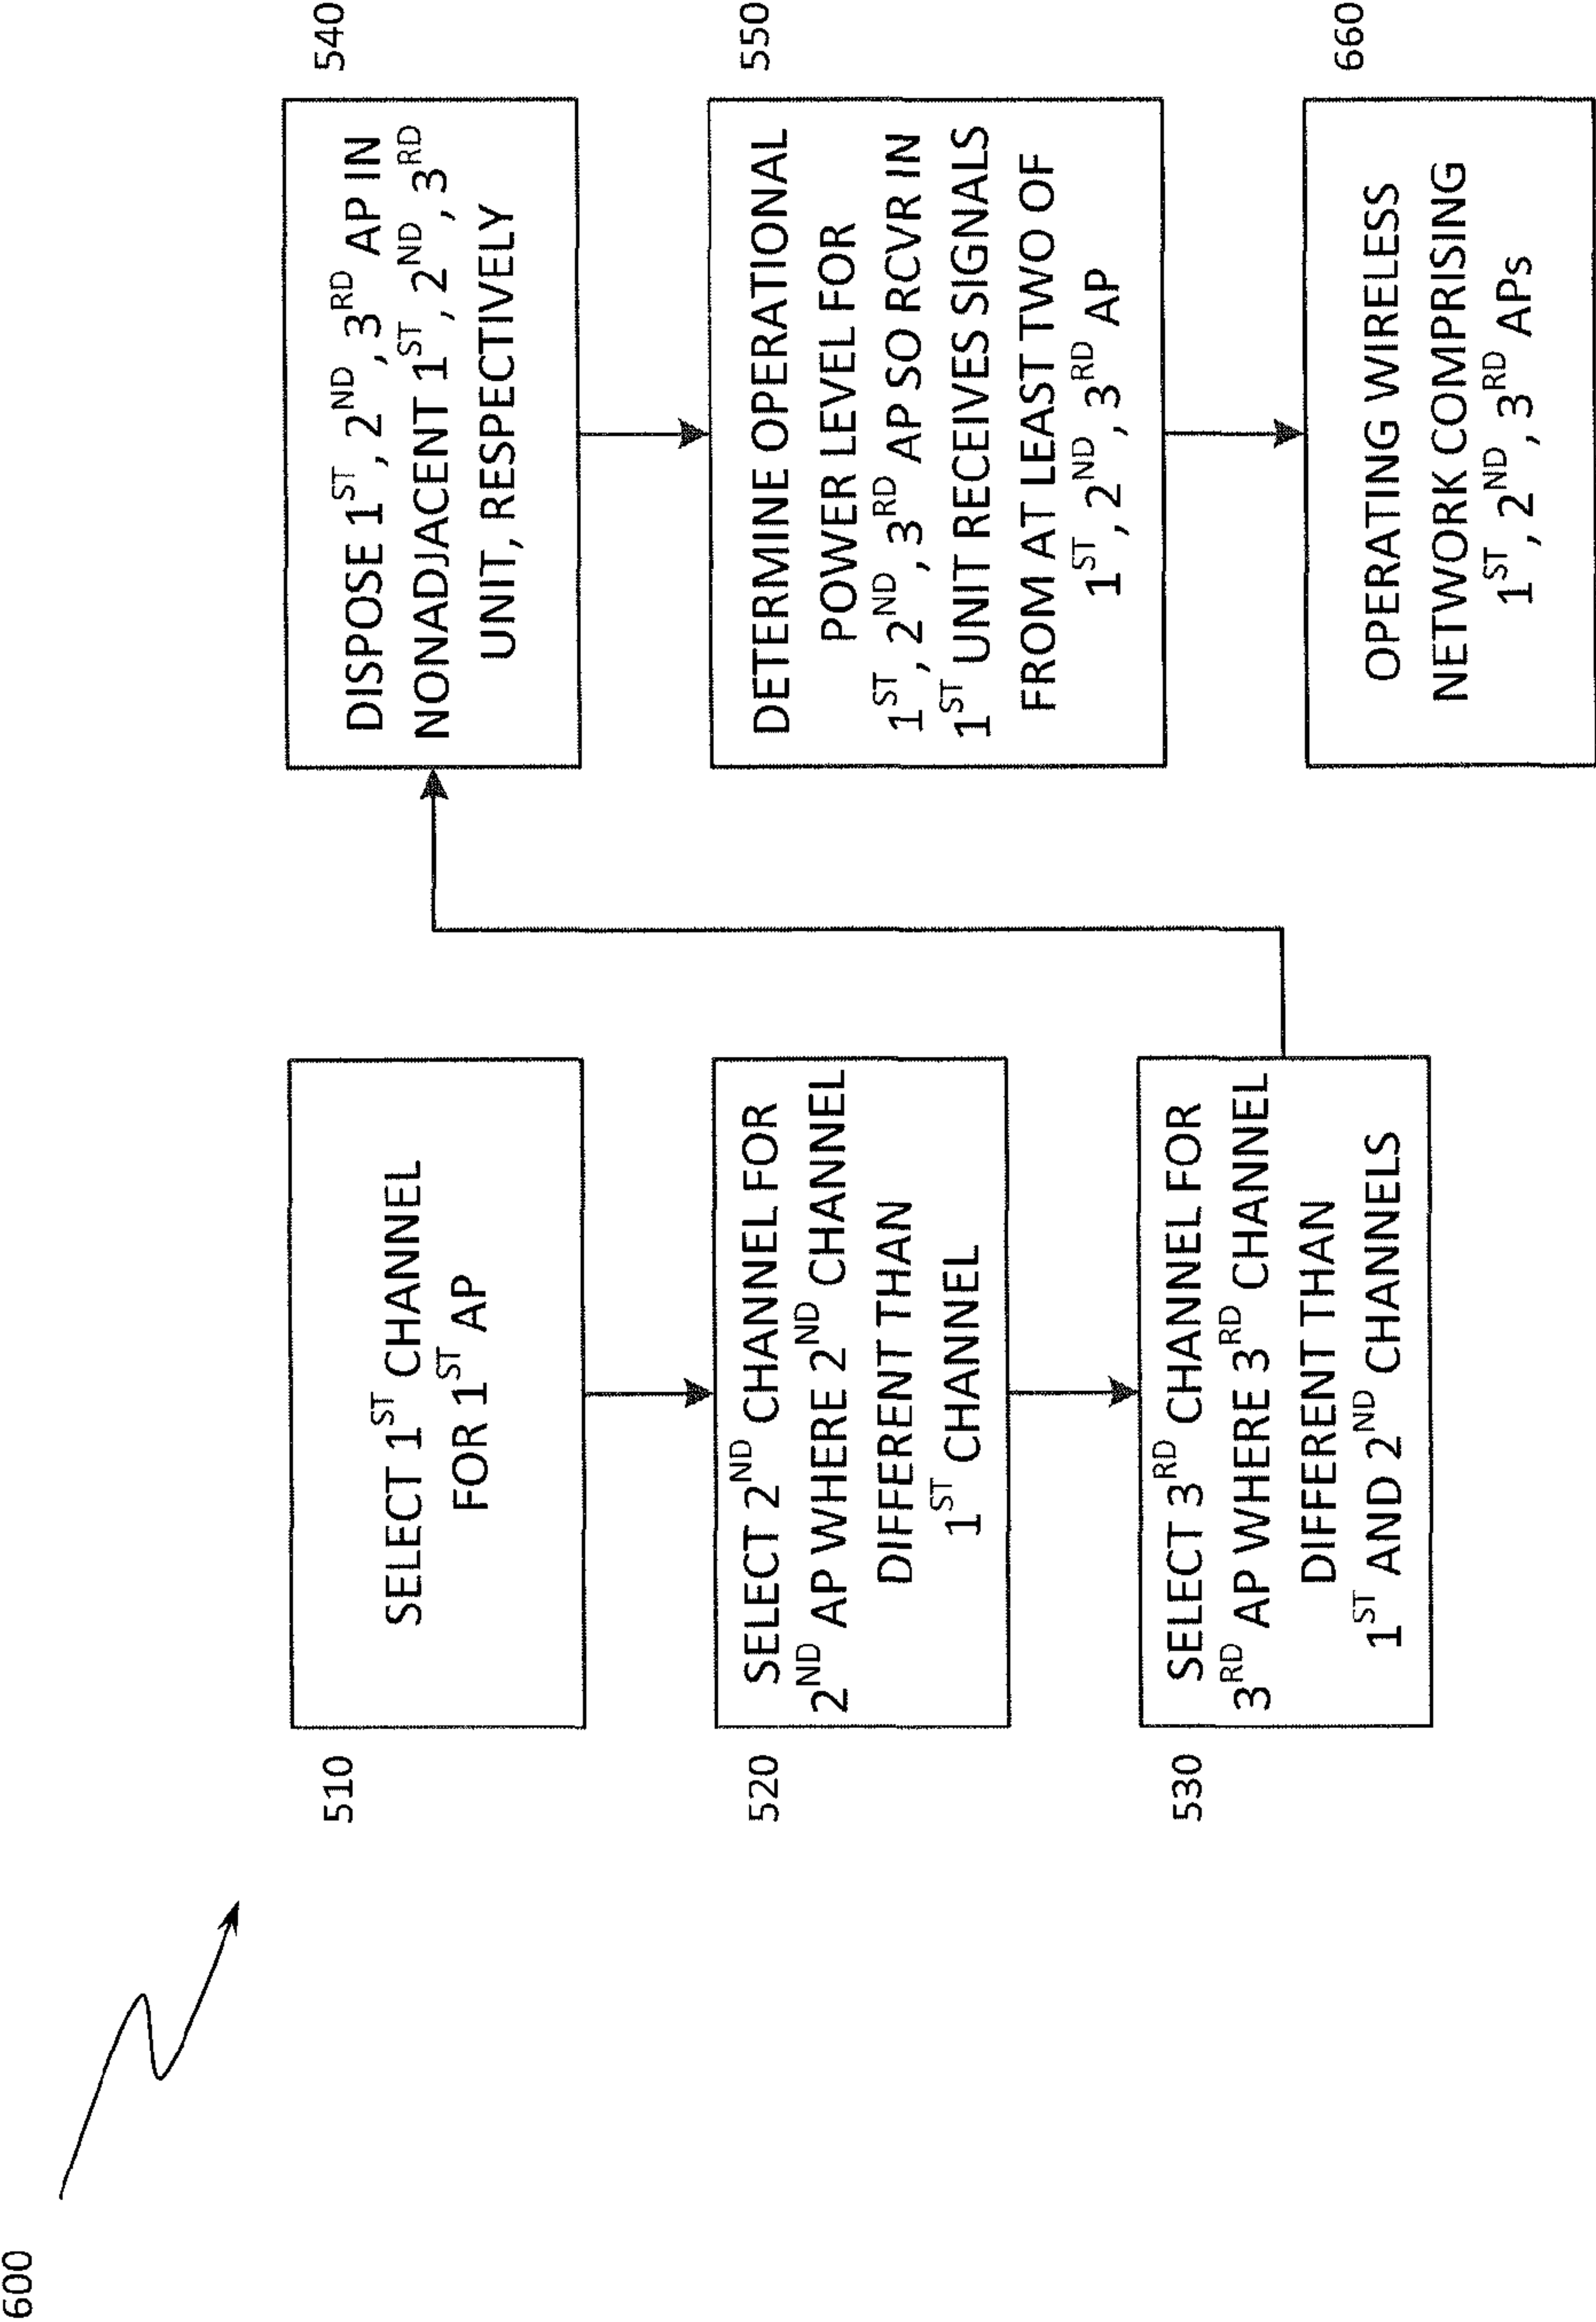 600
510
SELECT 1ST CHANNEL
FOR 1ST AP
520
SELECT 2ND CHANNEL FOR
2ND AP WHERE 2ND CHANNEL
DIFFERENT THAN
1ST CHANNEL
530
SELECT 3RD CHANNEL FOR
3RD AP WHERE 3RD CHANNEL
DIFFERENT THAN
1ST AND 2ND CHANNELS
540
DISPOSE 1ST, 2ND, 3RD AP IN
NONADJACENT 1ST, 2ND, 3RD
UNIT, RESPECTIVELY
550
DETERMINE OPERATIONAL
POWER LEVEL FOR
1ST, 2ND, 3RD AP SO RCVR IN
1ST UNIT RECEIVES SIGNALS
FROM AT LEAST TWO OF
1ST, 2ND, 3RD AP
660
OPERATING WIRELESS
NETWORK COMPRISING
1ST, 2ND, 3RD APs